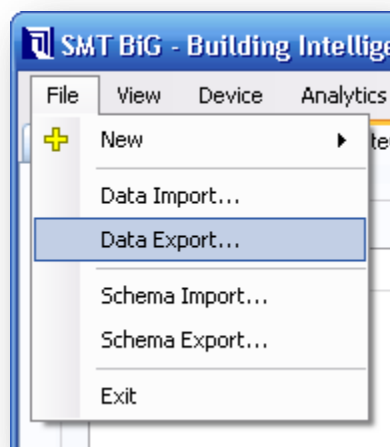 SMT BiG - Building Intellige
File View Device Analytics
New
Data Import...
Data Export...
Schema Import...
Schema Export...
Exit